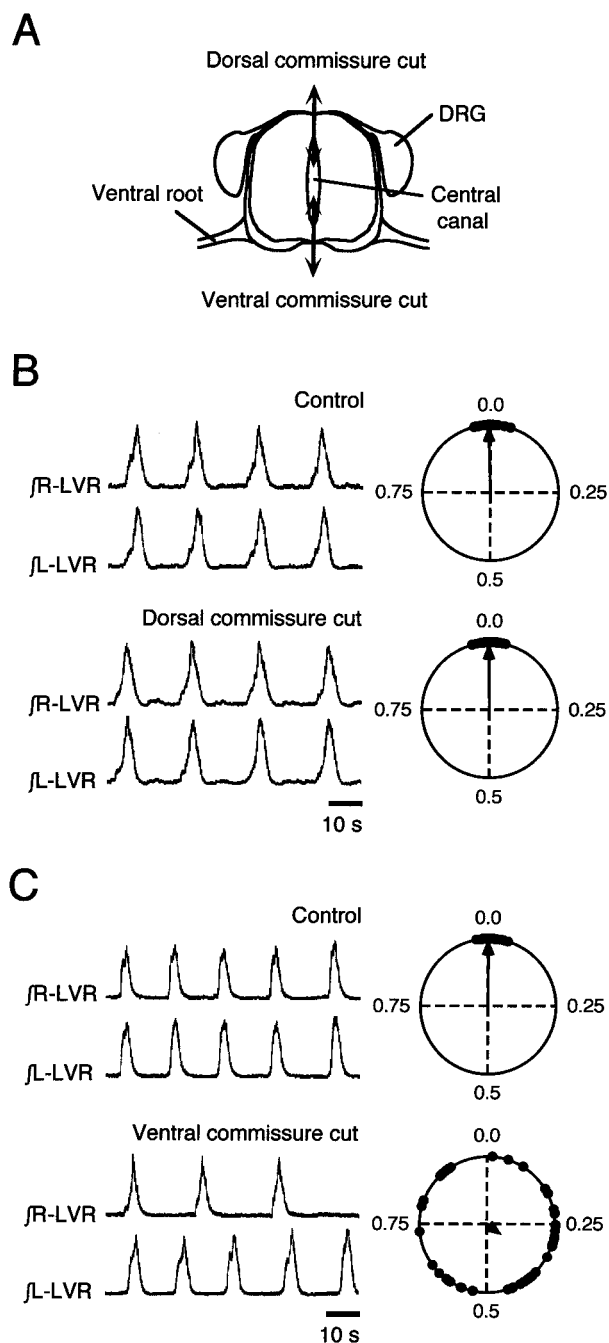 A
Dorsal commissure cut
DRG
Ventral root
Central
canal
Ventral commissure cut
B
Control
∫R-LVR
∫L-LVR
0.0
0.75
0.25
0.5
Dorsal commissure cut
∫R-LVR
∫L-LVR
0.0
0.75
0.25
0.5
10 s
C
Control
∫R-LVR
∫L-LVR
0.0
0.75
0.25
0.5
Ventral commissure cut
∫R-LVR
∫L-LVR
0.0
0.75
0.25
0.5
10 s